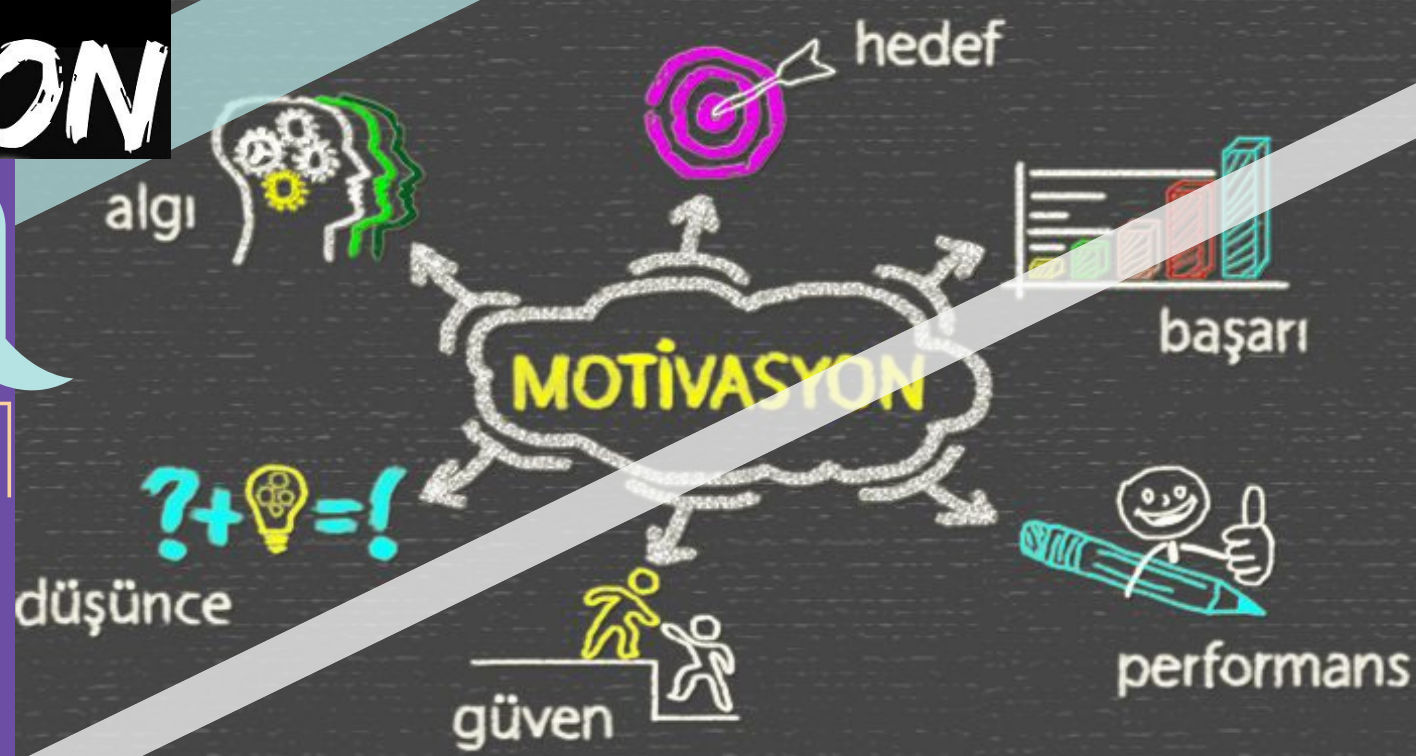 ON
hedef
algı
başarı
MOTİVASYON
?+=!
düşünce
performans
güven